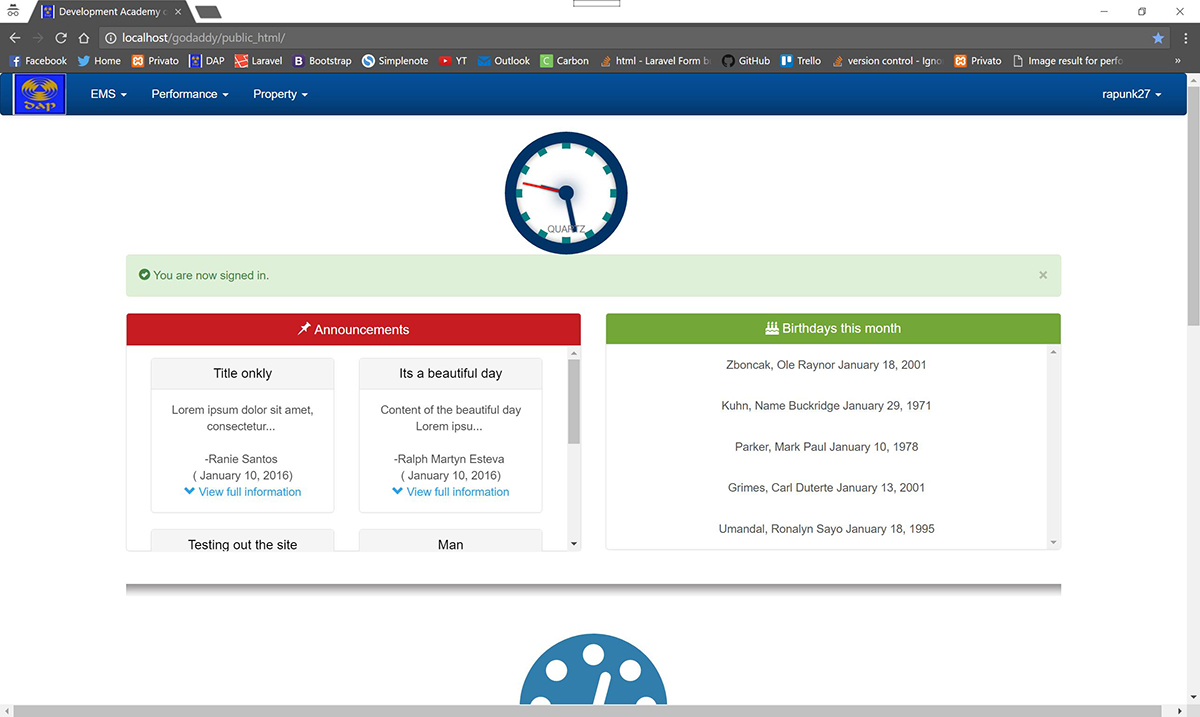 Development Academy o
localhost/godaddy/public_html/
Facebook Home Privato DAP Laravel Bootstrap Simplenote YT Outlook Carbon html - Laravel Form b GitHub Trello version control - Igno Privato Image result for perfo »
dap EMS Performance Property rapunk27
QUARTZ
You are now signed in. ×
Announcements
Title onkly
Lorem ipsum dolor sit amet,
consectetur...
-Ranie Santos
( January 10, 2016)
View full information
Its a beautiful day
Content of the beautiful day
Lorem ipsu...
-Ralph Martyn Esteva
( January 10, 2016)
View full information
Testing out the site
Man
Birthdays this month
Zboncak, Ole Raynor January 18, 2001
Kuhn, Name Buckridge January 29, 1971
Parker, Mark Paul January 10, 1978
Grimes, Carl Duterte January 13, 2001
Umandal, Ronalyn Sayo January 18, 1995